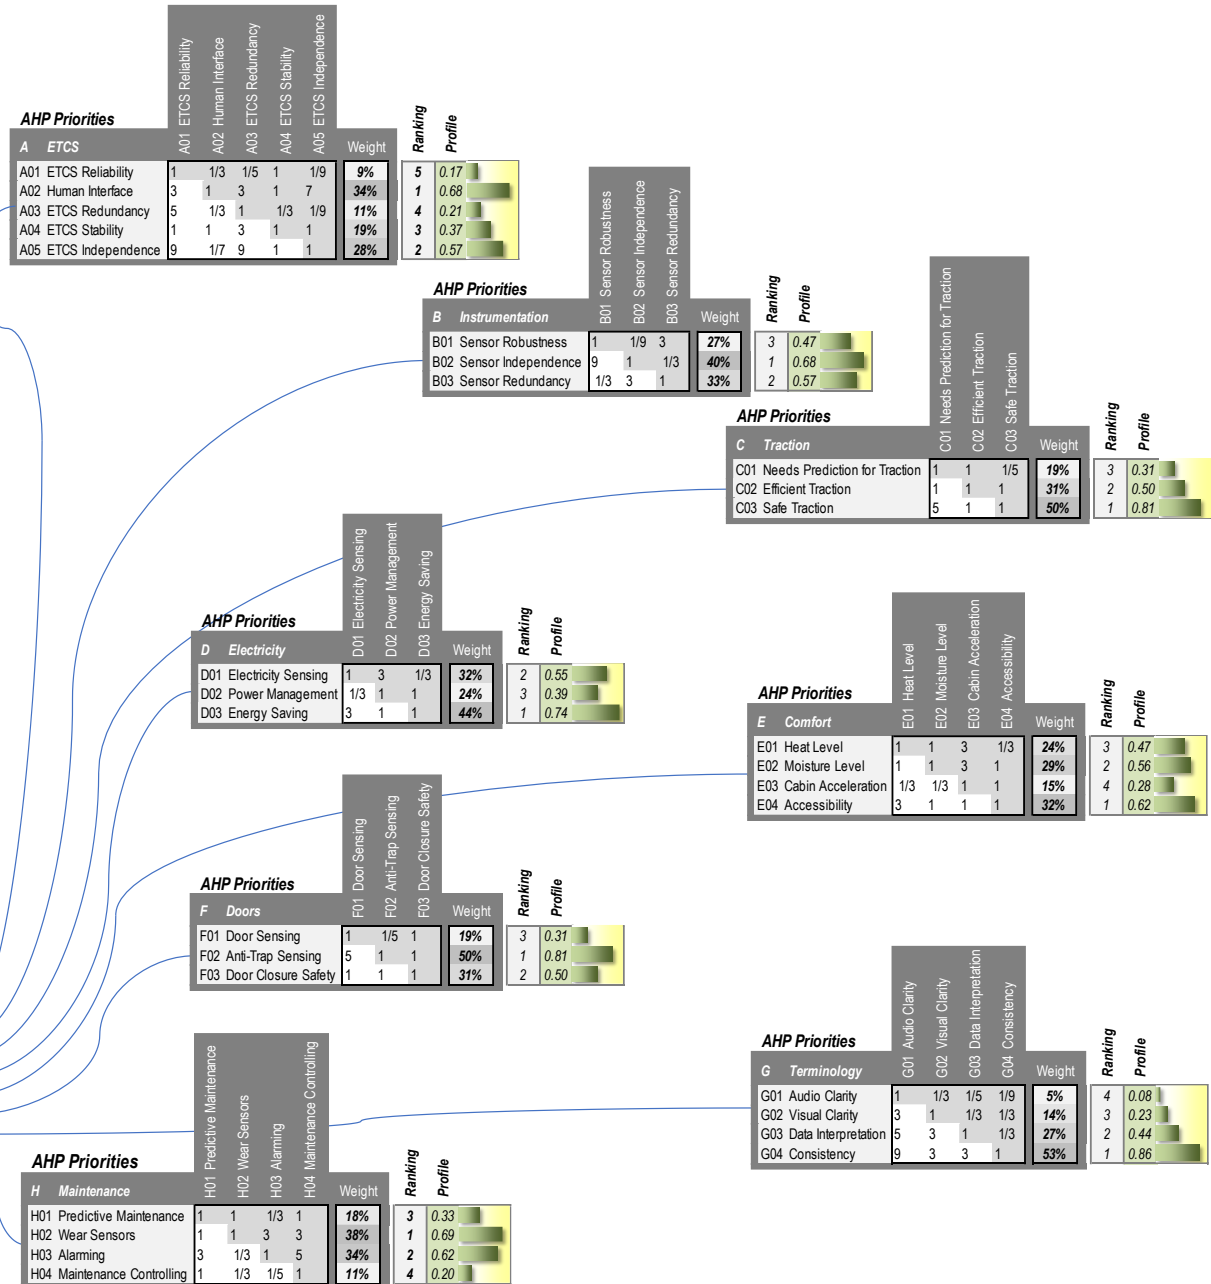 AHP Priorities
A01 ETCS Reliability
A02 Human Interface
A03 ETCS Redundancy
A04 ETCS Stability
A05 ETCS Independence
Ranking
Profile
A ETCS Weight
A01 ETCS Reliability 1 1/3 1/5 1 1/9 9% 5 0.17
A02 Human Interface 3 1 3 1 7 34% 1 0.68
A03 ETCS Redundancy 5 1/3 1 1/3 1/9 11% 4 0.21
A04 ETCS Stability 1 1 3 1 1 19% 3 0.37
A05 ETCS Independence 9 1/7 9 1 1 28% 2 0.57
AHP Priorities
B01 Sensor Robustness
B02 Sensor Independence
B03 Sensor Redundancy
Ranking
Profile
B Instrumentation Weight
B01 Sensor Robustness 1 1/9 3 27% 3 0.47
B02 Sensor Independence 9 1 1/3 40% 1 0.68
B03 Sensor Redundancy 1/3 3 1 33% 2 0.57
AHP Priorities
C01 Needs Prediction for Traction
C02 Efficient Traction
C03 Safe Traction
Ranking
Profile
C Traction Weight
C01 Needs Prediction for Traction 1 1 1/5 19% 3 0.31
C02 Efficient Traction 1 1 1 31% 2 0.50
C03 Safe Traction 5 1 1 50% 1 0.81
AHP Priorities
D01 Electricity Sensing
D02 Power Management
D03 Energy Saving
Ranking
Profile
D Electricity Weight
D01 Electricity Sensing 1 3 1/3 32% 2 0.55
D02 Power Management 1/3 1 1 24% 3 0.39
D03 Energy Saving 3 1 1 44% 1 0.74
AHP Priorities
E01 Heat Level
E02 Moisture Level
E03 Cabin Acceleration
E04 Accessibility
Ranking
Profile
E Comfort Weight
E01 Heat Level 1 1 3 1/3 24% 3 0.47
E02 Moisture Level 1 1 3 1 29% 2 0.56
E03 Cabin Acceleration 1/3 1/3 1 1 15% 4 0.28
E04 Accessibility 3 1 1 1 32% 1 0.62
AHP Priorities
F01 Door Sensing
F02 Anti-Trap Sensing
F03 Door Closure Safety
Ranking
Profile
F Doors Weight
F01 Door Sensing 1 1/5 1 19% 3 0.31
F02 Anti-Trap Sensing 5 1 1 50% 1 0.81
F03 Door Closure Safety 1 1 1 31% 2 0.50
AHP Priorities
G01 Audio Clarity
G02 Visual Clarity
G03 Data Interpretation
G04 Consistency
Ranking
Profile
G Terminology Weight
G01 Audio Clarity 1 1/3 1/5 1/9 5% 4 0.08
G02 Visual Clarity 3 1 1/3 1/3 14% 3 0.23
G03 Data Interpretation 5 3 1 1/3 27% 2 0.44
G04 Consistency 9 3 3 1 53% 1 0.86
AHP Priorities
H01 Predictive Maintenance
H02 Wear Sensors
H03 Alarming
H04 Maintenance Controlling
Ranking
Profile
H Maintenance Weight
H01 Predictive Maintenance 1 1 1/3 1 18% 3 0.33
H02 Wear Sensors 1 1 3 3 38% 1 0.69
H03 Alarming 3 1/3 1 5 34% 2 0.62
H04 Maintenance Controlling 1 1/3 1/5 1 11% 4 0.20